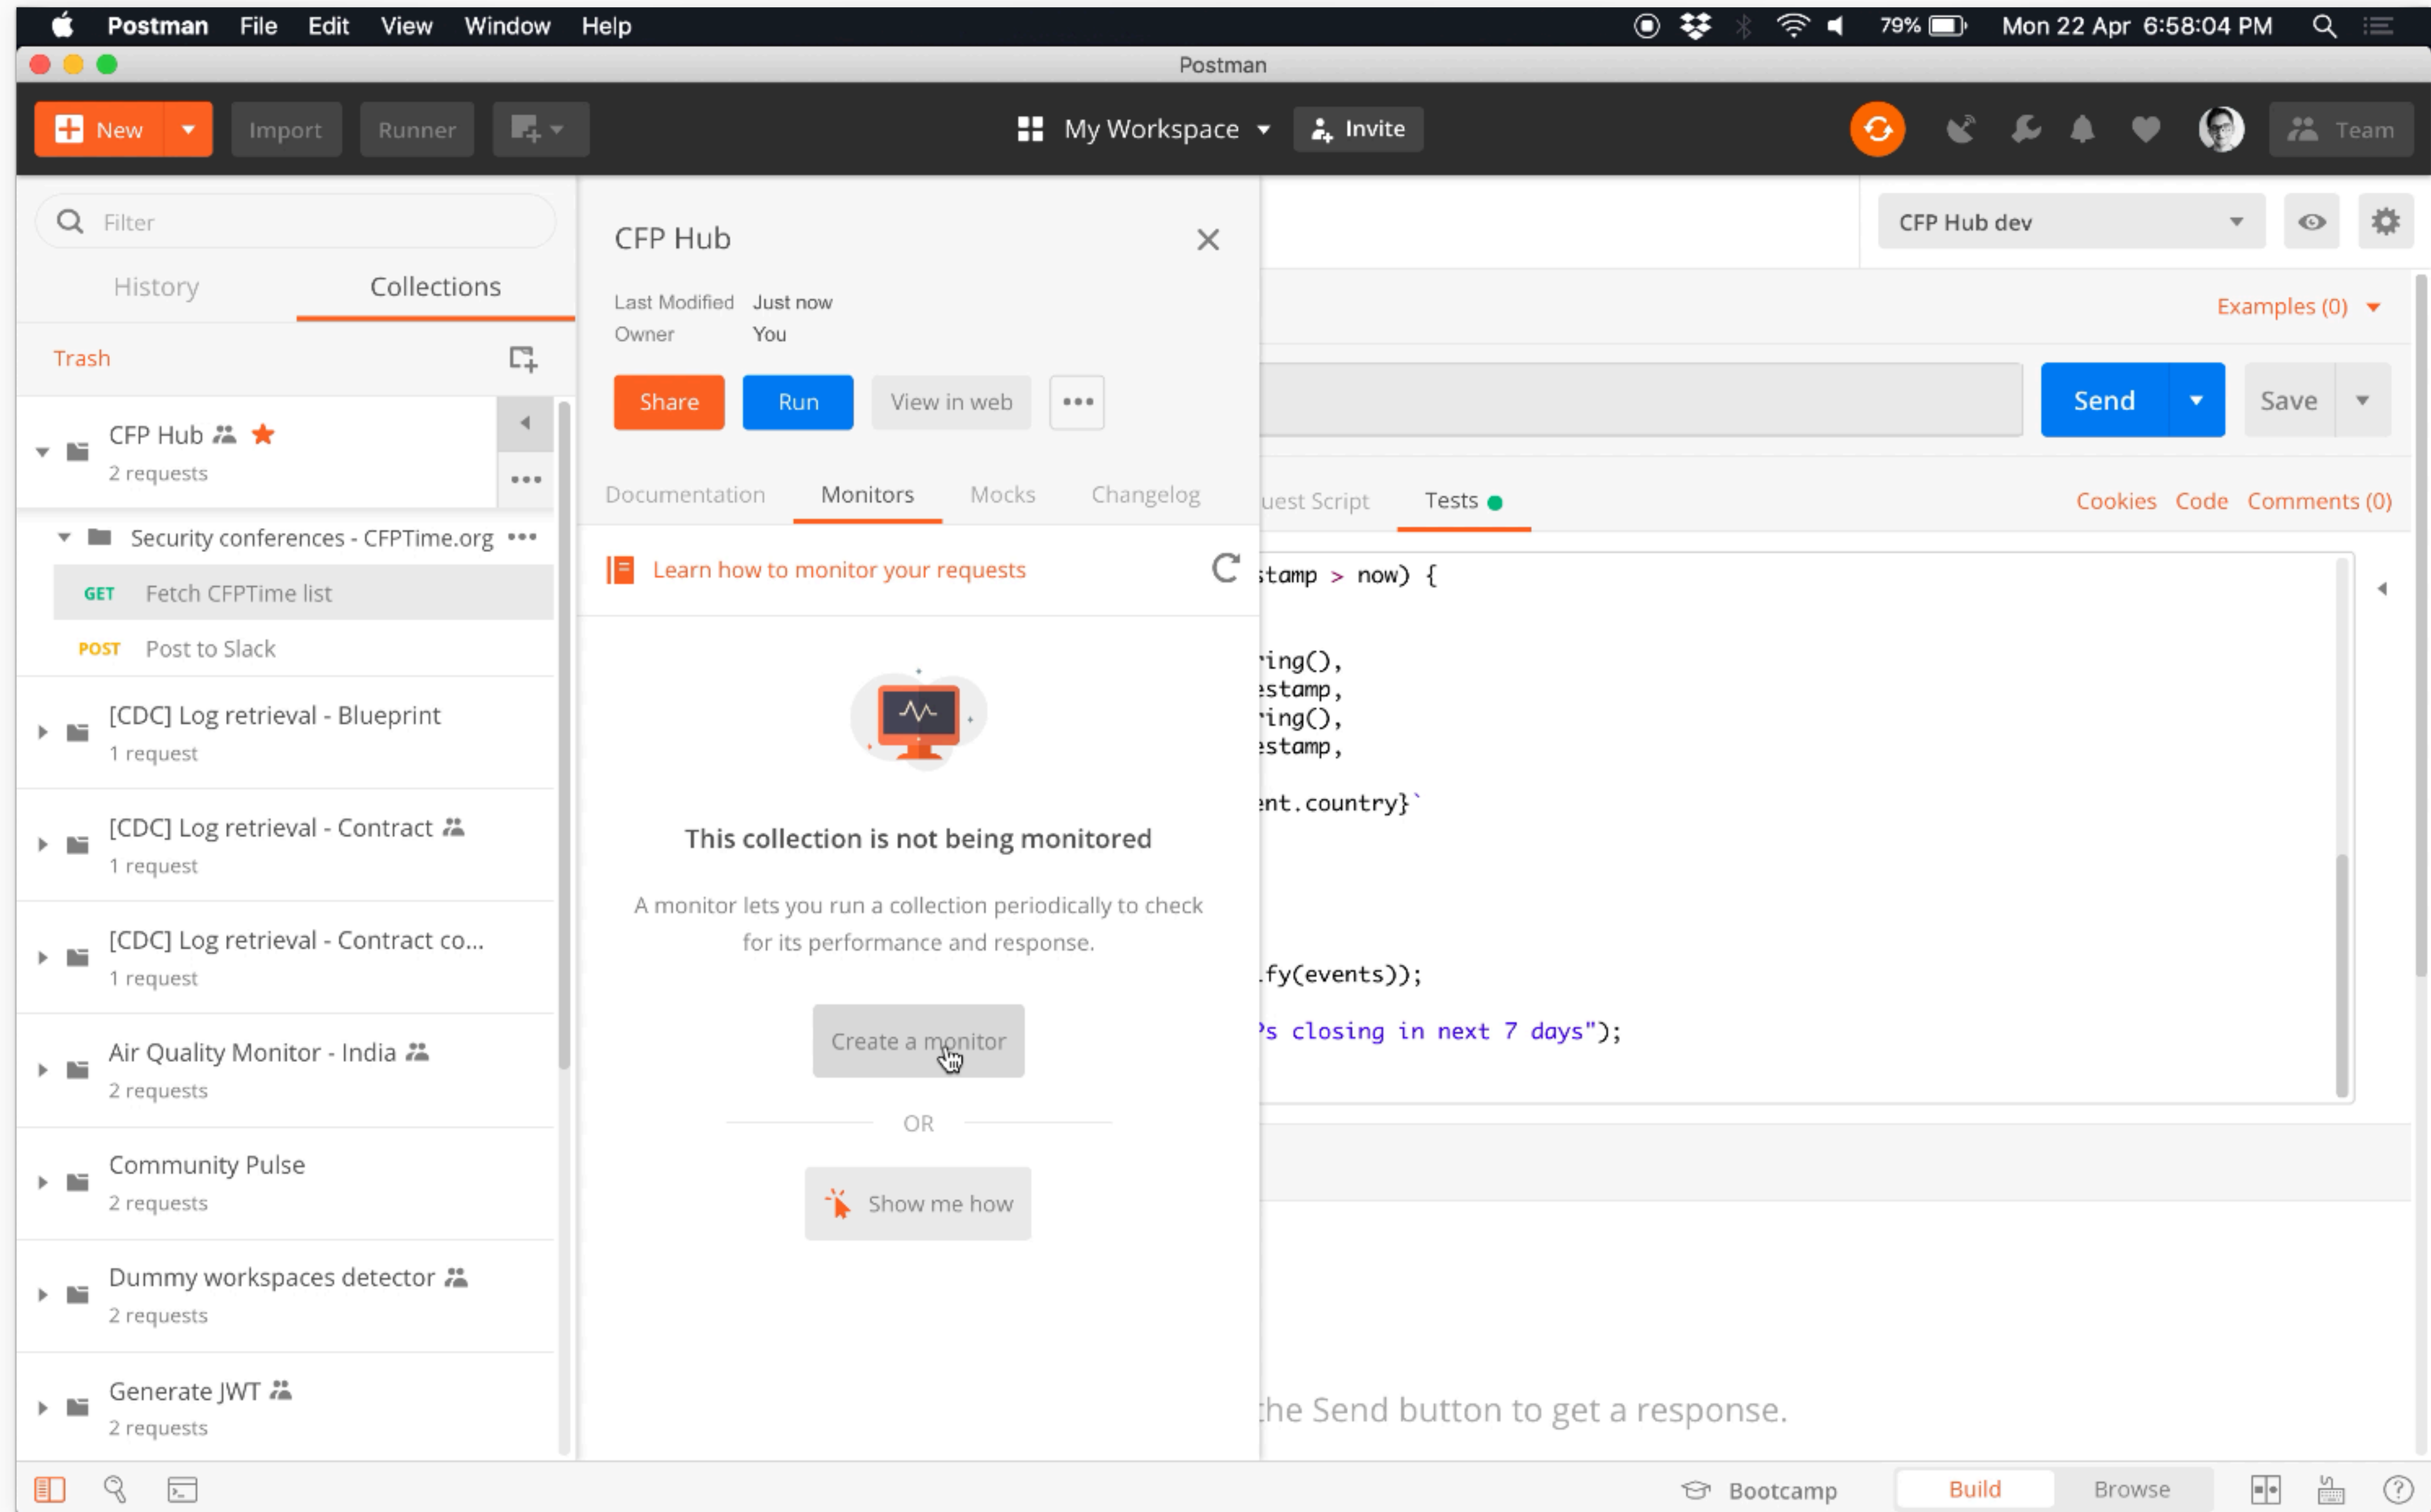 Postman File Edit View Window Help 79% Mon 22 Apr 6:58:04 PM
Postman
New Import Runner My Workspace Invite Team
Filter
History Collections
Trash
CFP Hub
2 requests
Security conferences - CFPTime.org
GET Fetch CFPTime list
POST Post to Slack
[CDC] Log retrieval - Blueprint
1 request
[CDC] Log retrieval - Contract
1 request
[CDC] Log retrieval - Contract co...
1 request
Air Quality Monitor - India
2 requests
Community Pulse
2 requests
Dummy workspaces detector
2 requests
Generate JWT
2 requests
CFP Hub
Last Modified Just now
Owner You
Share Run View in web
Documentation Monitors Mocks Changelog
Learn how to monitor your requests
This collection is not being monitored
A monitor lets you run a collection periodically to check
for its performance and response.
Create a monitor
OR
Show me how
CFP Hub dev
Examples (0)
Send Save
uest Script Tests Cookies Code Comments (0)
stamp > now) {
ring(),
estamp,
ring(),
estamp,
ent.country}`
fy(events));
Ps closing in next 7 days");
the Send button to get a response.
Bootcamp Build Browse